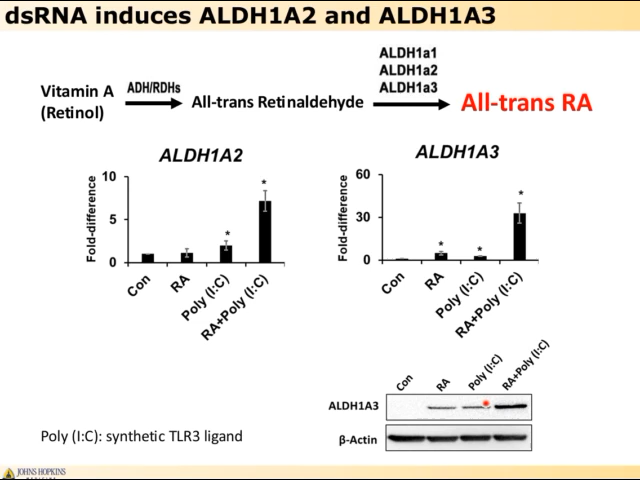 dsRNA induces ALDH1A2 and ALDH1A3
ALDH1a1
ALDH1a2
ALDH1a3
Vitamin A
(Retinol)
ADH/RDHs
All-trans Retinaldehyde
All-trans RA
ALDH1A2
Fold-difference
10
5
0
*
*
Con
RA
Poly (I:C)
RA+Poly (I:C)
ALDH1A3
Fold-difference
60
30
0
*
*
*
Con
RA
Poly (I:C)
RA+Poly (I:C)
Con
RA
Poly (I:C)
RA+Poly (I:C)
ALDH1A3
β-Actin
Poly (I:C): synthetic TLR3 ligand
JOHNS HOPKINS